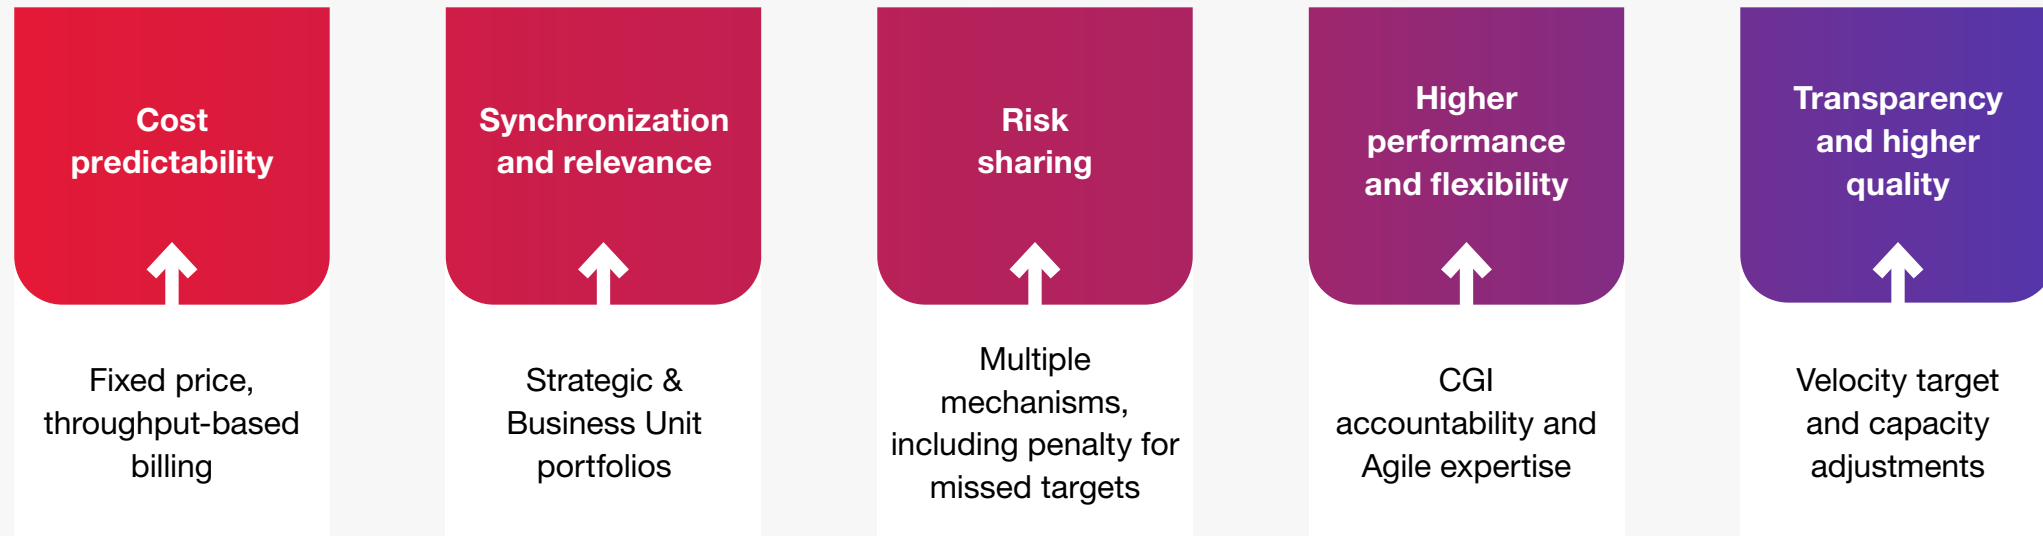 Cost
predictability
Synchronization
and relevance
Risk
sharing
Higher
performance
and flexibility
Transparency
and higher
quality
Fixed price,
throughput-based
billing
Strategic &
Business Unit
portfolios
Multiple
mechanisms,
including penalty for
missed targets
CGI
accountability and
Agile expertise
Velocity target
and capacity
adjustments